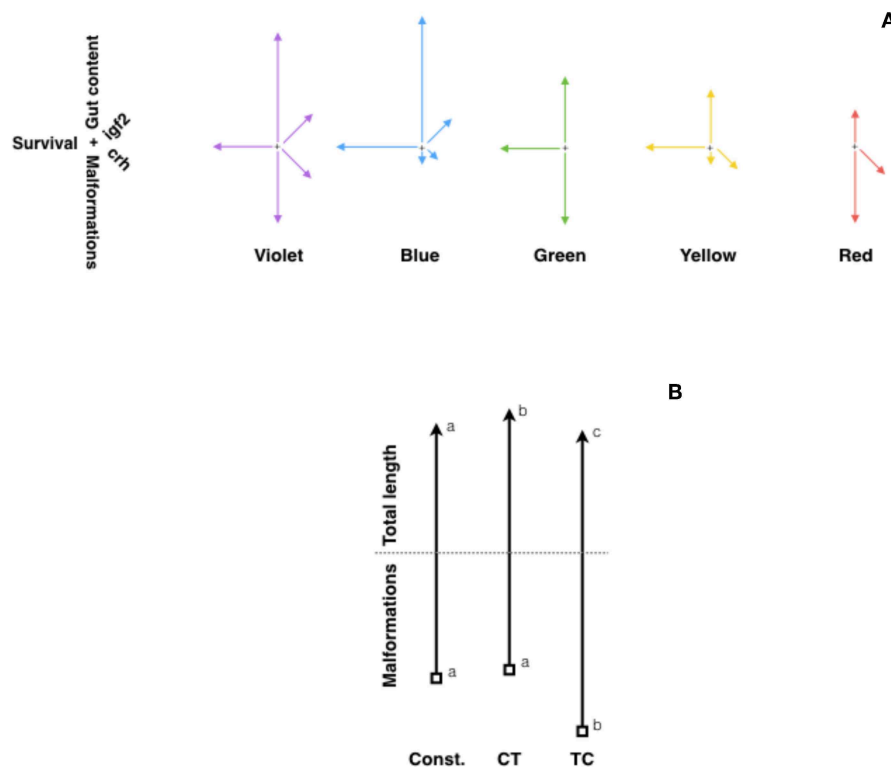 A
Gut content
igf2
Survival
+
crh
Malformations
Violet
Blue
Green
Yellow
Red
B
a
b
c
Total length
Malformations
a
a
b
Const.
CT
TC